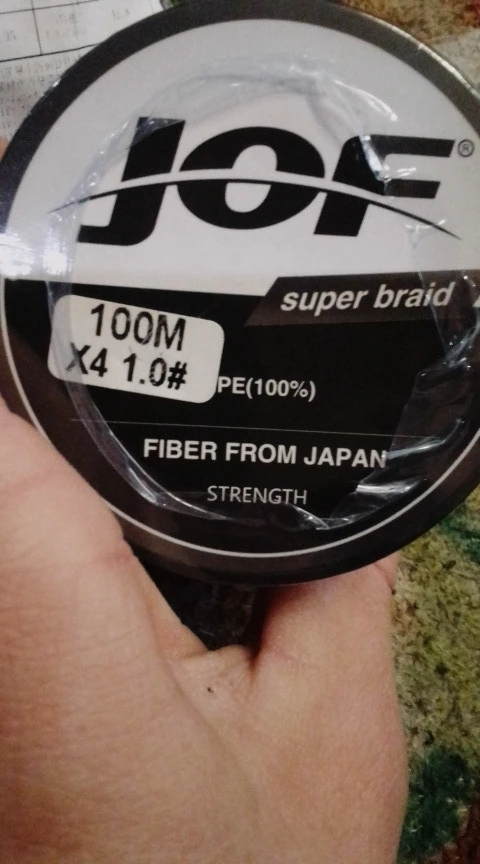 JOF®
super braid
100M
X4 1.0#
PE(100%)
FIBER FROM JAPAN
STRENGTH